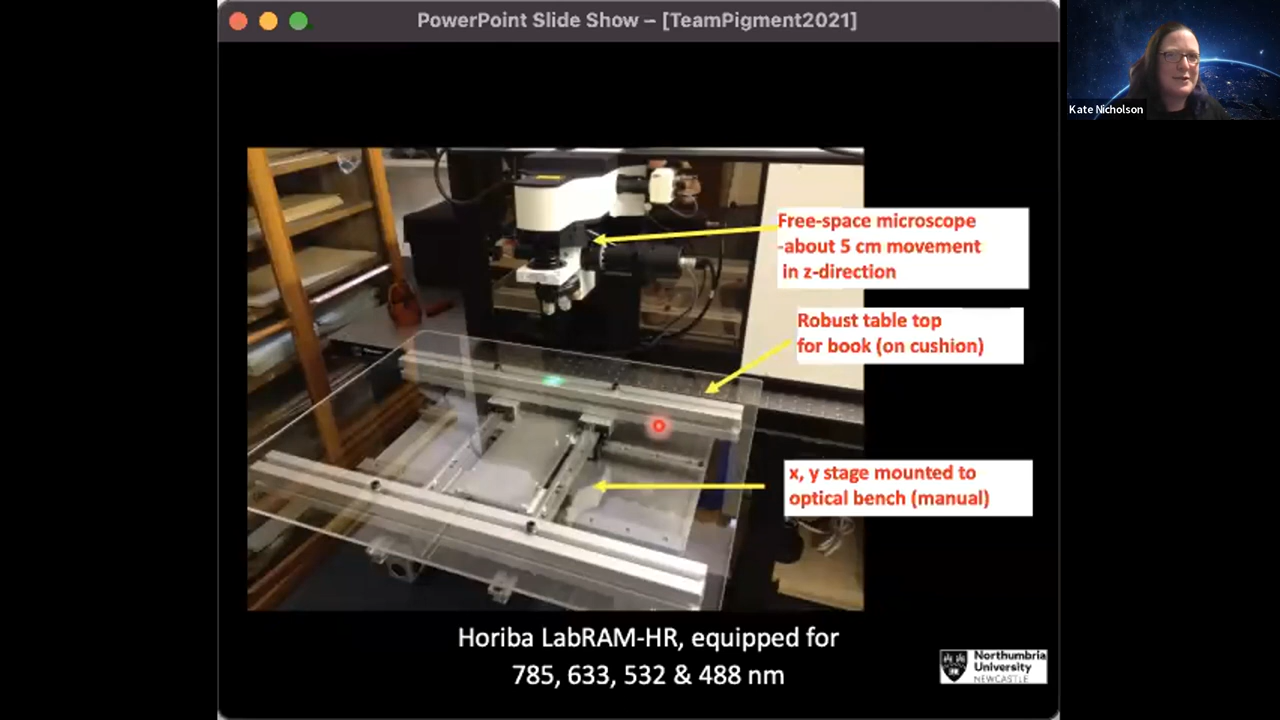 PowerPoint Slide Show – [TeamPigment2021]
Kate Nicholson
Free-space microscope
-about 5 cm movement
in z-direction
Robust table top
for book (on cushion)
x, y stage mounted to
optical bench (manual)
Horiba LabRAM-HR, equipped for
785, 633, 532 & 488 nm
Northumbria
University
NEWCASTLE